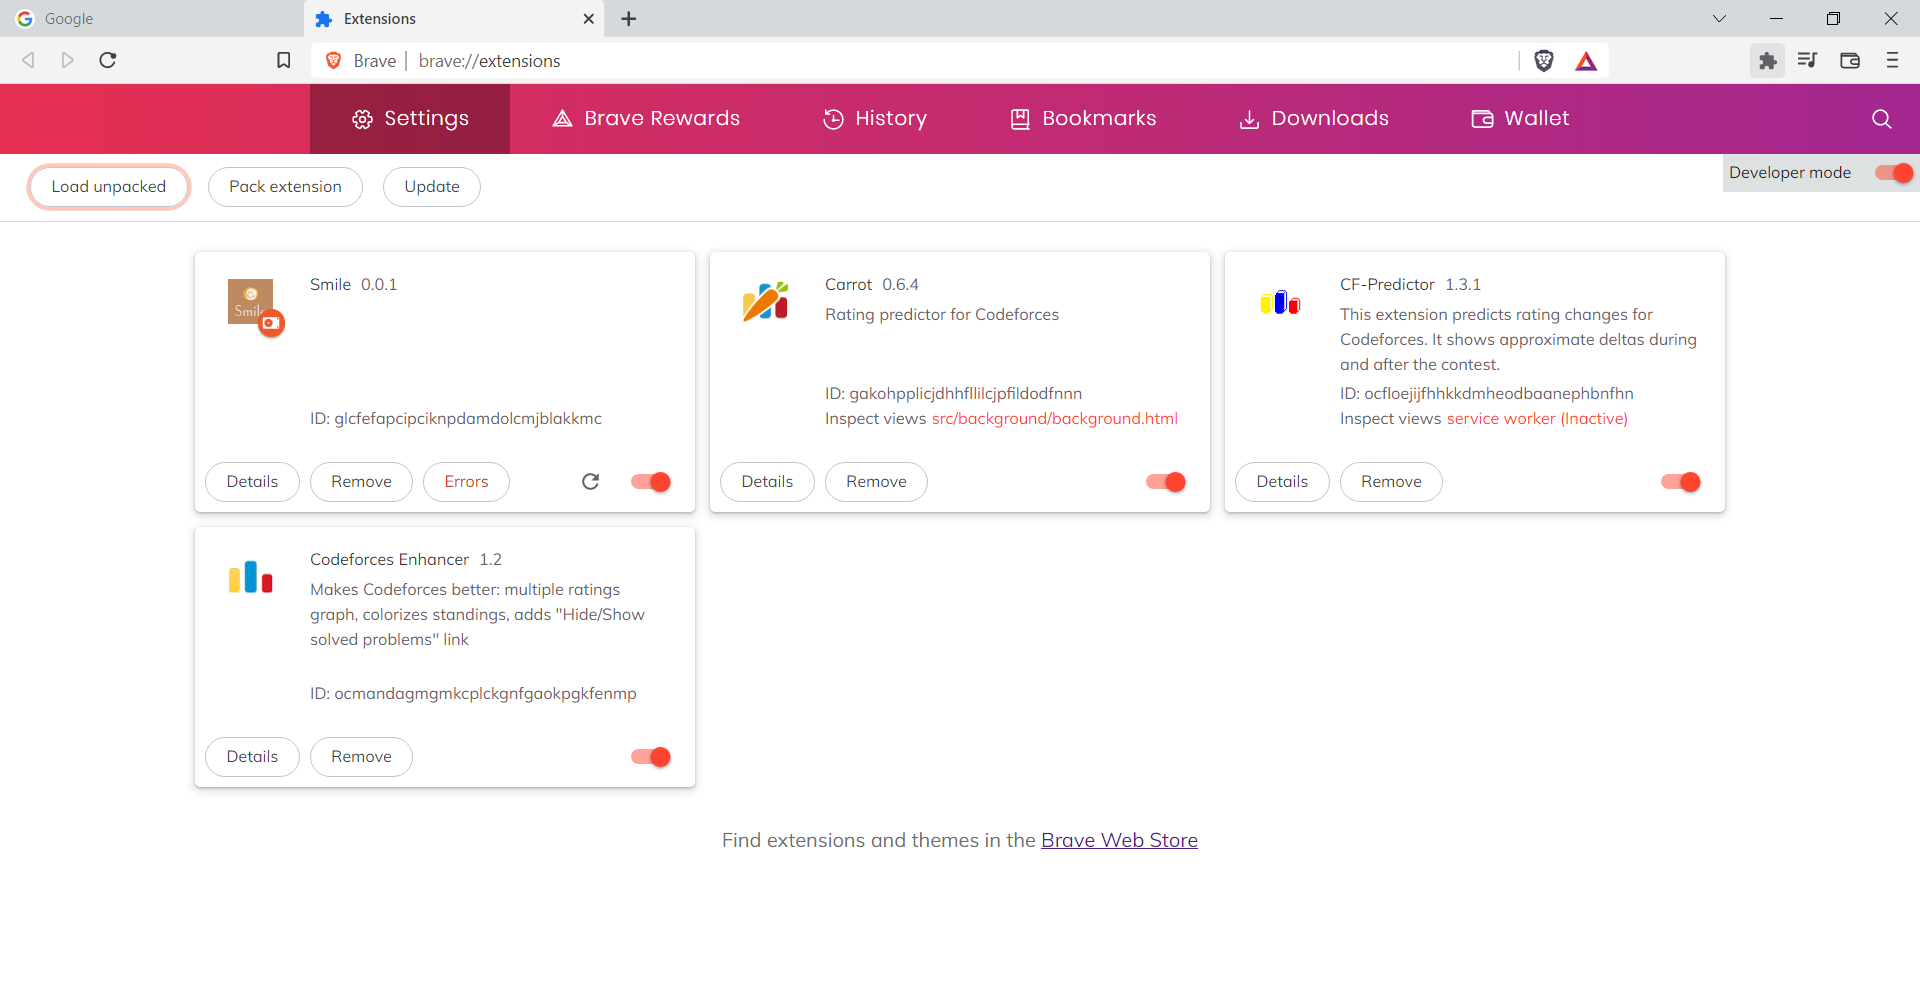 Google
Extensions
Brave | brave://extensions
Settings
Brave Rewards
History
Bookmarks
Downloads
Wallet
Load unpacked
Pack extension
Update
Developer mode
Smile
Smile 0.0.1
ID: glcfefapcipciknpdamdolcmjblakkmc
Details
Remove
Errors
Carrot 0.6.4
Rating predictor for Codeforces
ID: gakohpplicjdhhfllilcjpfildodfnnn
Inspect views src/background/background.html
Details
Remove
CF-Predictor 1.3.1
This extension predicts rating changes for
Codeforces. It shows approximate deltas during
and after the contest.
ID: ocfloejijfhhkkdmheodbaanephbnfhn
Inspect views service worker (Inactive)
Details
Remove
Codeforces Enhancer 1.2
Makes Codeforces better: multiple ratings
graph, colorizes standings, adds "Hide/Show
solved problems" link
ID: ocmandagmgmkcplckgnfgaokpgkfenmp
Details
Remove
Find extensions and themes in the Brave Web Store